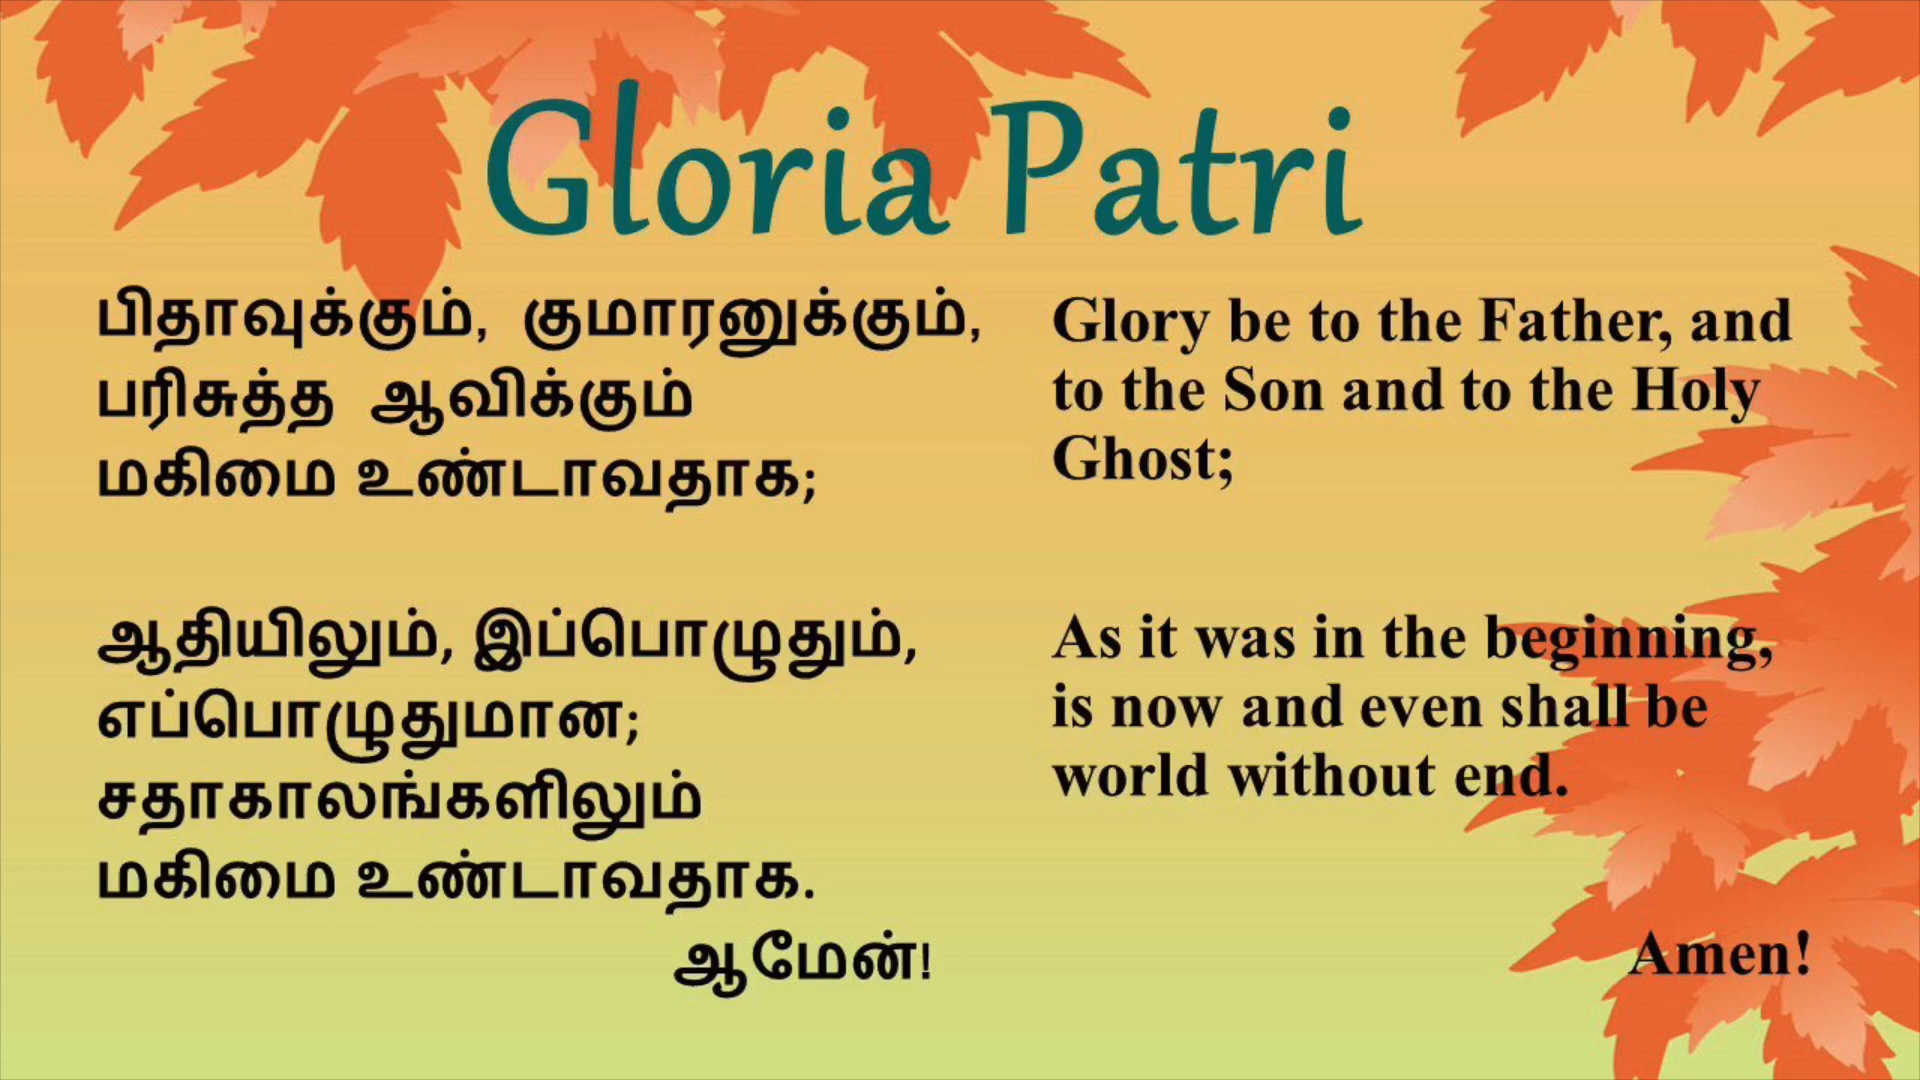 Gloria Patri
பிதாவுக்கும், குமாரனுக்கும்,
பரிசுத்த ஆவிக்கும்
மகிமை உண்டாவதாக;
ஆதியிலும், இப்பொழுதும்,
எப்பொழுதுமான;
சதாகாலங்களிலும்
மகிமை உண்டாவதாக.
ஆமேன்!
Glory be to the Father, and
to the Son and to the Holy
Ghost;
As it was in the beginning,
is now and even shall be
world without end.
Amen!